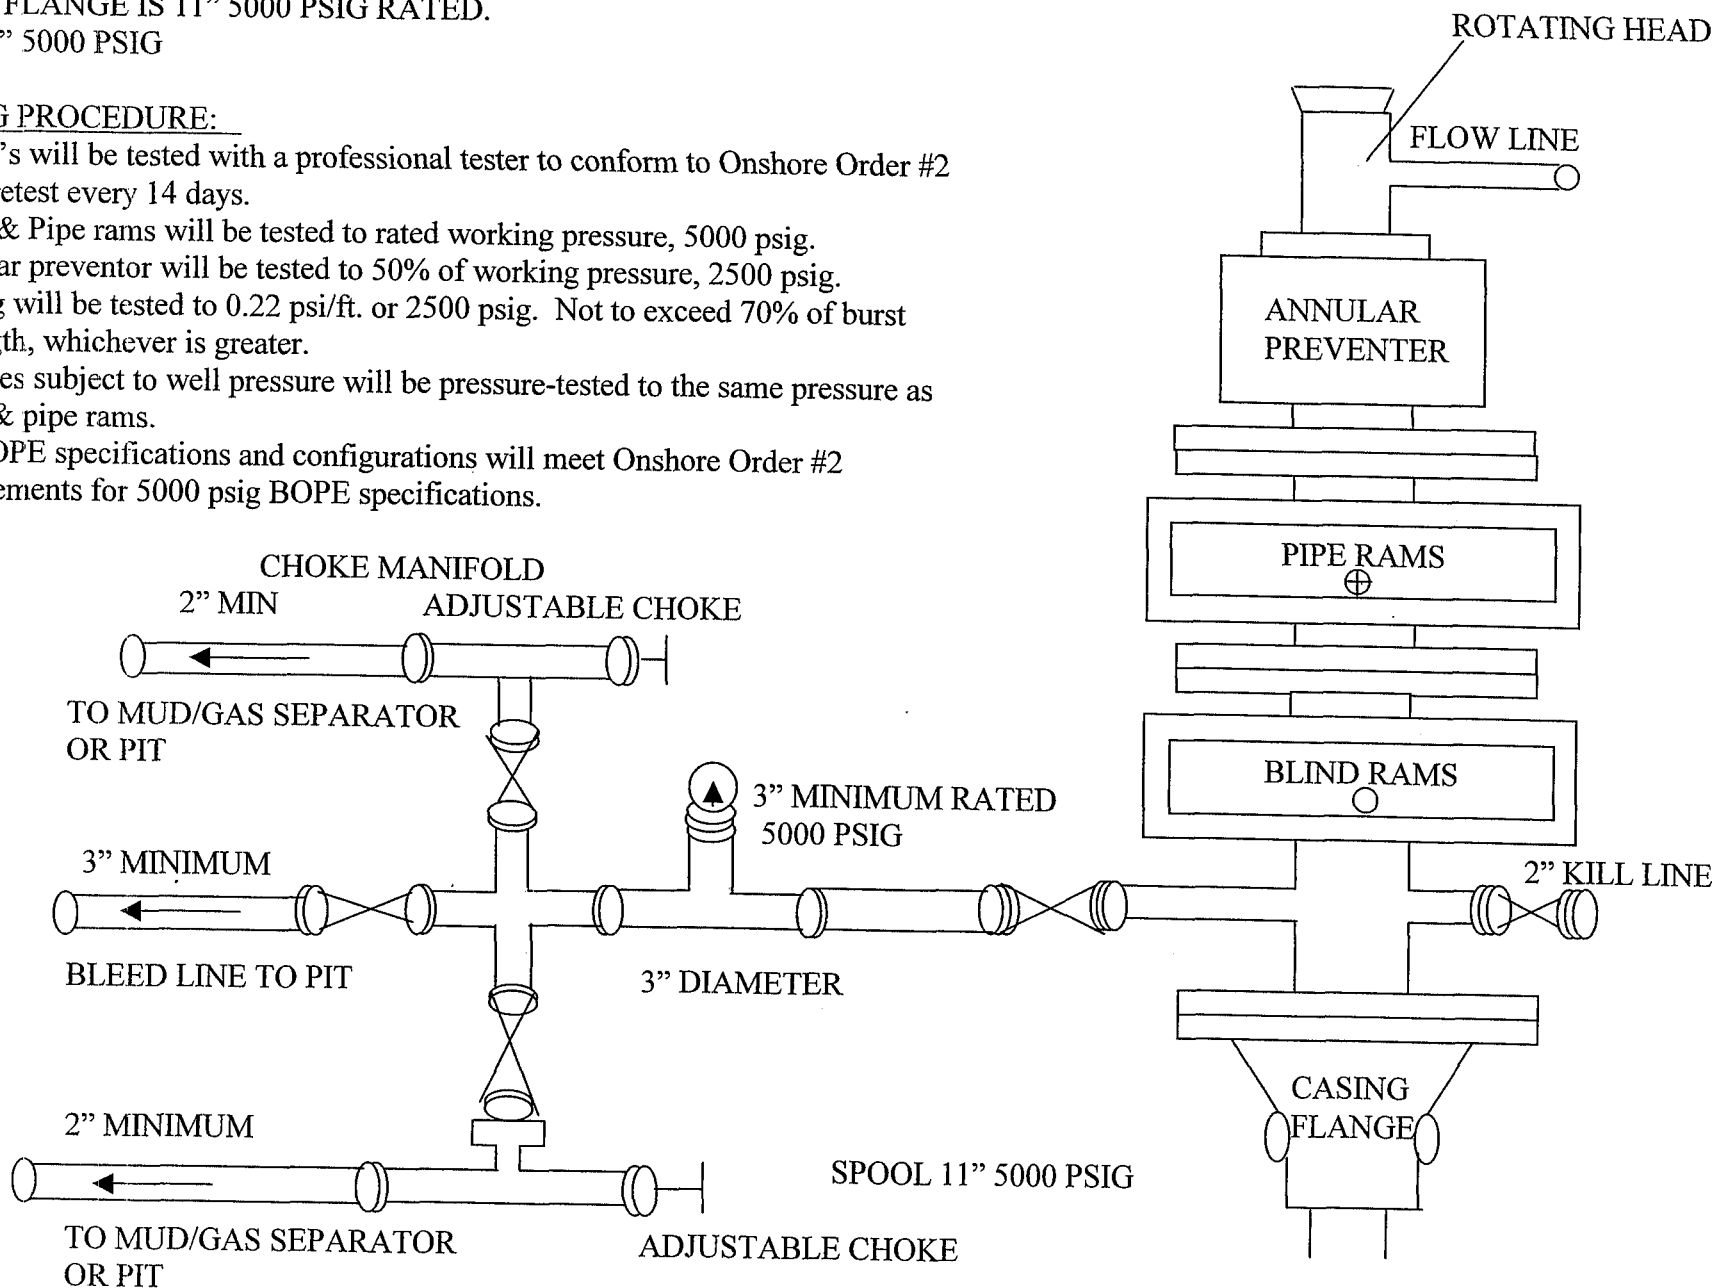 FLANGE IS 11” 5000 PSIG RATED.
” 5000 PSIG
G PROCEDURE:
’s will be tested with a professional tester to conform to Onshore Order #2
retest every 14 days.
& Pipe rams will be tested to rated working pressure, 5000 psig.
ar preventor will be tested to 50% of working pressure, 2500 psig.
g will be tested to 0.22 psi/ft. or 2500 psig. Not to exceed 70% of burst
gth, whichever is greater.
es subject to well pressure will be pressure-tested to the same pressure as
& pipe rams.
OPE specifications and configurations will meet Onshore Order #2
ements for 5000 psig BOPE specifications.
ROTATING HEAD
FLOW LINE
ANNULAR
PREVENTER
PIPE RAMS
BLIND RAMS
2” KILL LINE
CASING
FLANGE
CHOKE MANIFOLD
2” MIN
ADJUSTABLE CHOKE
TO MUD/GAS SEPARATOR
OR PIT
3” MINIMUM RATED
5000 PSIG
3” MINIMUM
BLEED LINE TO PIT
3” DIAMETER
2” MINIMUM
SPOOL 11” 5000 PSIG
TO MUD/GAS SEPARATOR
OR PIT
ADJUSTABLE CHOKE